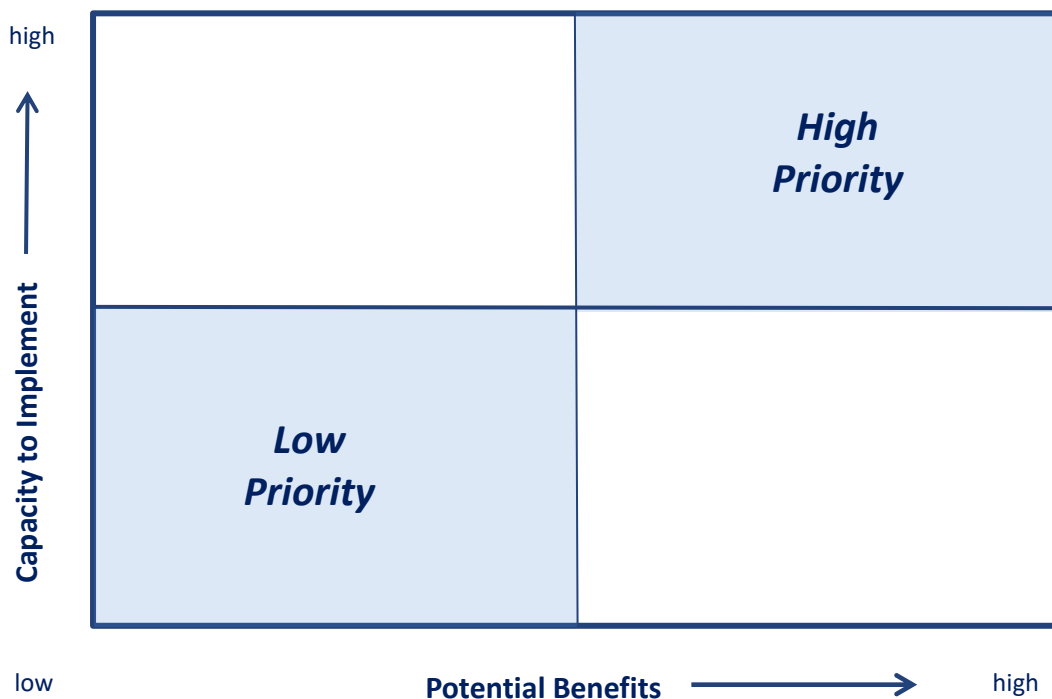 high
High
Priority
Capacity to Implement
Low
Priority
low
Potential Benefits
high